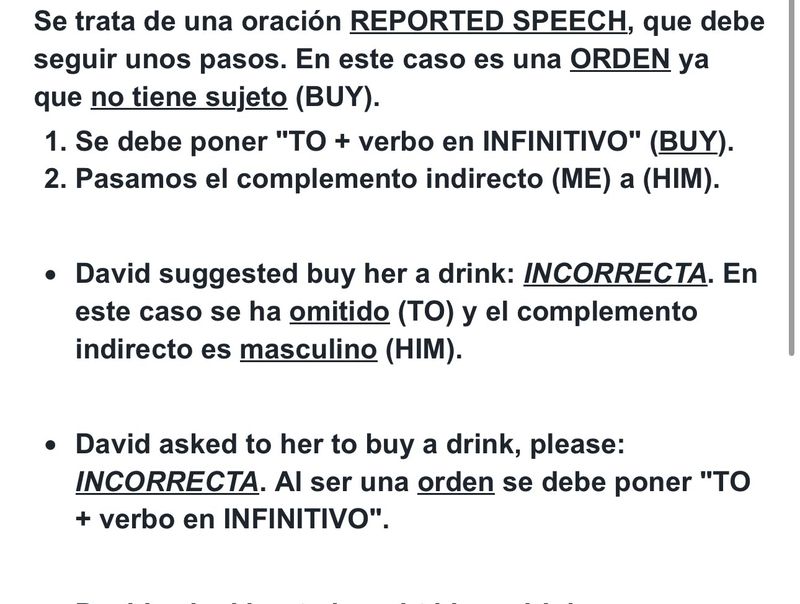 Se trata de una oración REPORTED SPEECH, que debe
seguir unos pasos. En este caso es una ORDEN ya
que no tiene sujeto (BUY).
1. Se debe poner "TO + verbo en INFINITIVO" (BUY).
2. Pasamos el complemento indirecto (ME) a (HIM).
• David suggested buy her a drink: INCORRECTA. En
este caso se ha omitido (TO) y el complemento
indirecto es masculino (HIM).
• David asked to her to buy a drink, please:
INCORRECTA. Al ser una orden se debe poner "TO
+ verbo en INFINITIVO".